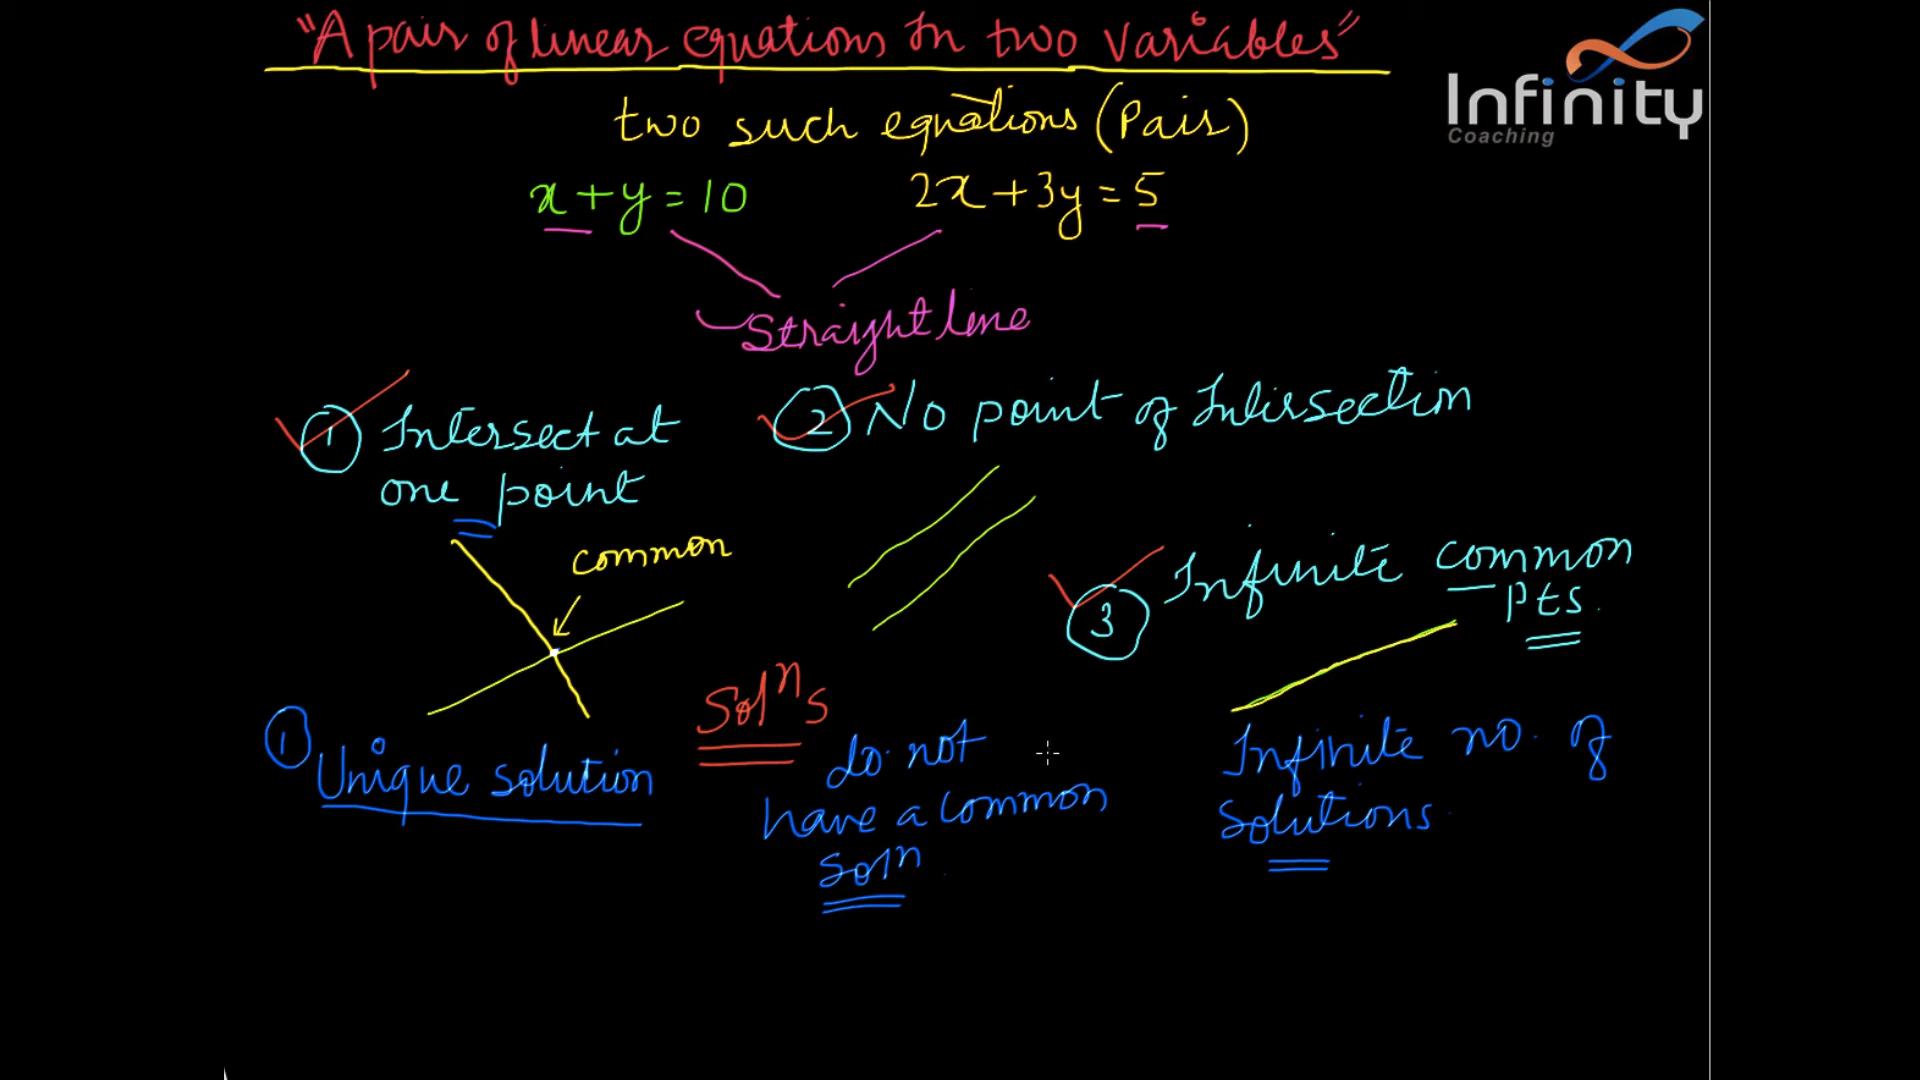 "A pair of linear equations In two variables"
Infinity
Coaching
two such equations (Pair)
x + y = 10
2x + 3y = 5
Straight line
1 Intersect at
one point
2 No point of Intersection
common
3 Infinite common
pts.
Solⁿs
1 Unique solution
do not
have a common
solⁿ.
Infinite no. of
solutions.